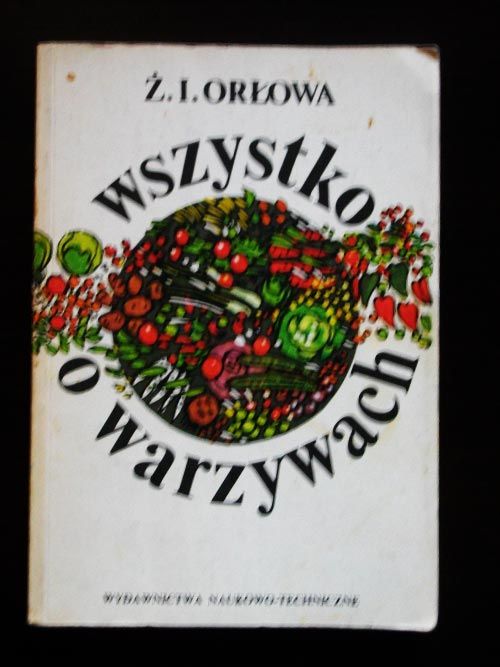 Ż. I. ORŁOWA
wszystko
o warzywach
WYDAWNICTWA NAUKOWO-TECHNICZNE